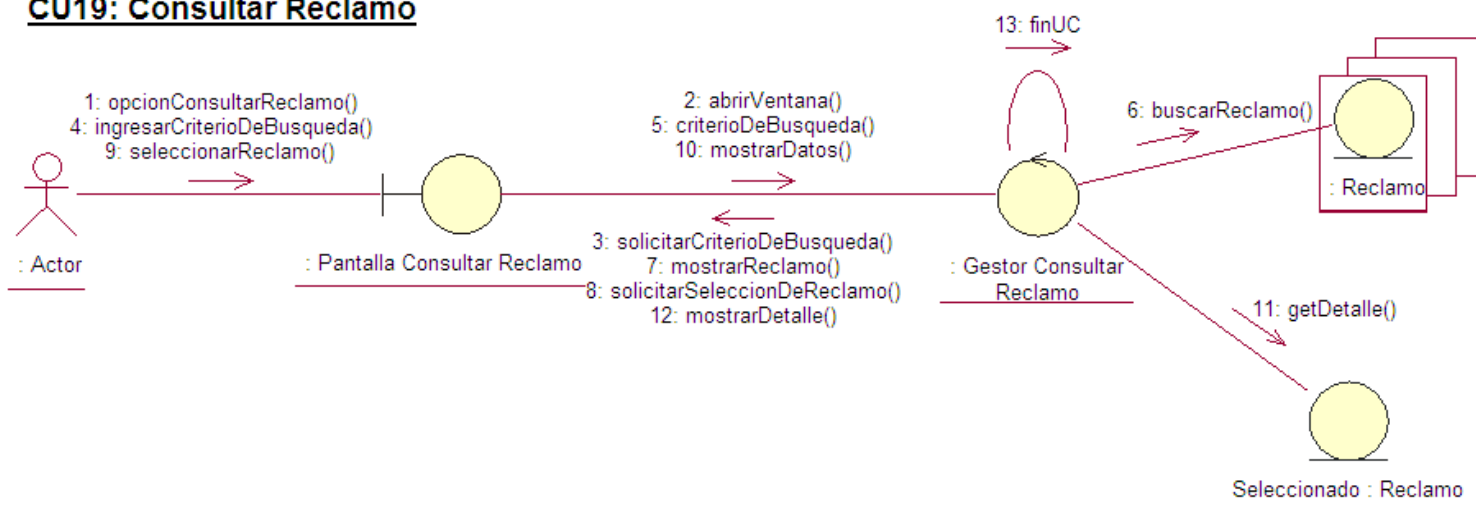 CU19: Consultar Reclamo
13: finUC
1: opcionConsultarReclamo()
4: ingresarCriterioDeBusqueda()
9: seleccionarReclamo()
2: abrirVentana()
5: criterioDeBusqueda()
10: mostrarDatos()
6: buscarReclamo()
: Reclamo
3: solicitarCriterioDeBusqueda()
7: mostrarReclamo()
8: solicitarSeleccionDeReclamo()
12: mostrarDetalle()
: Actor
: Pantalla Consultar Reclamo
: Gestor Consultar
Reclamo
11: getDetalle()
Seleccionado : Reclamo